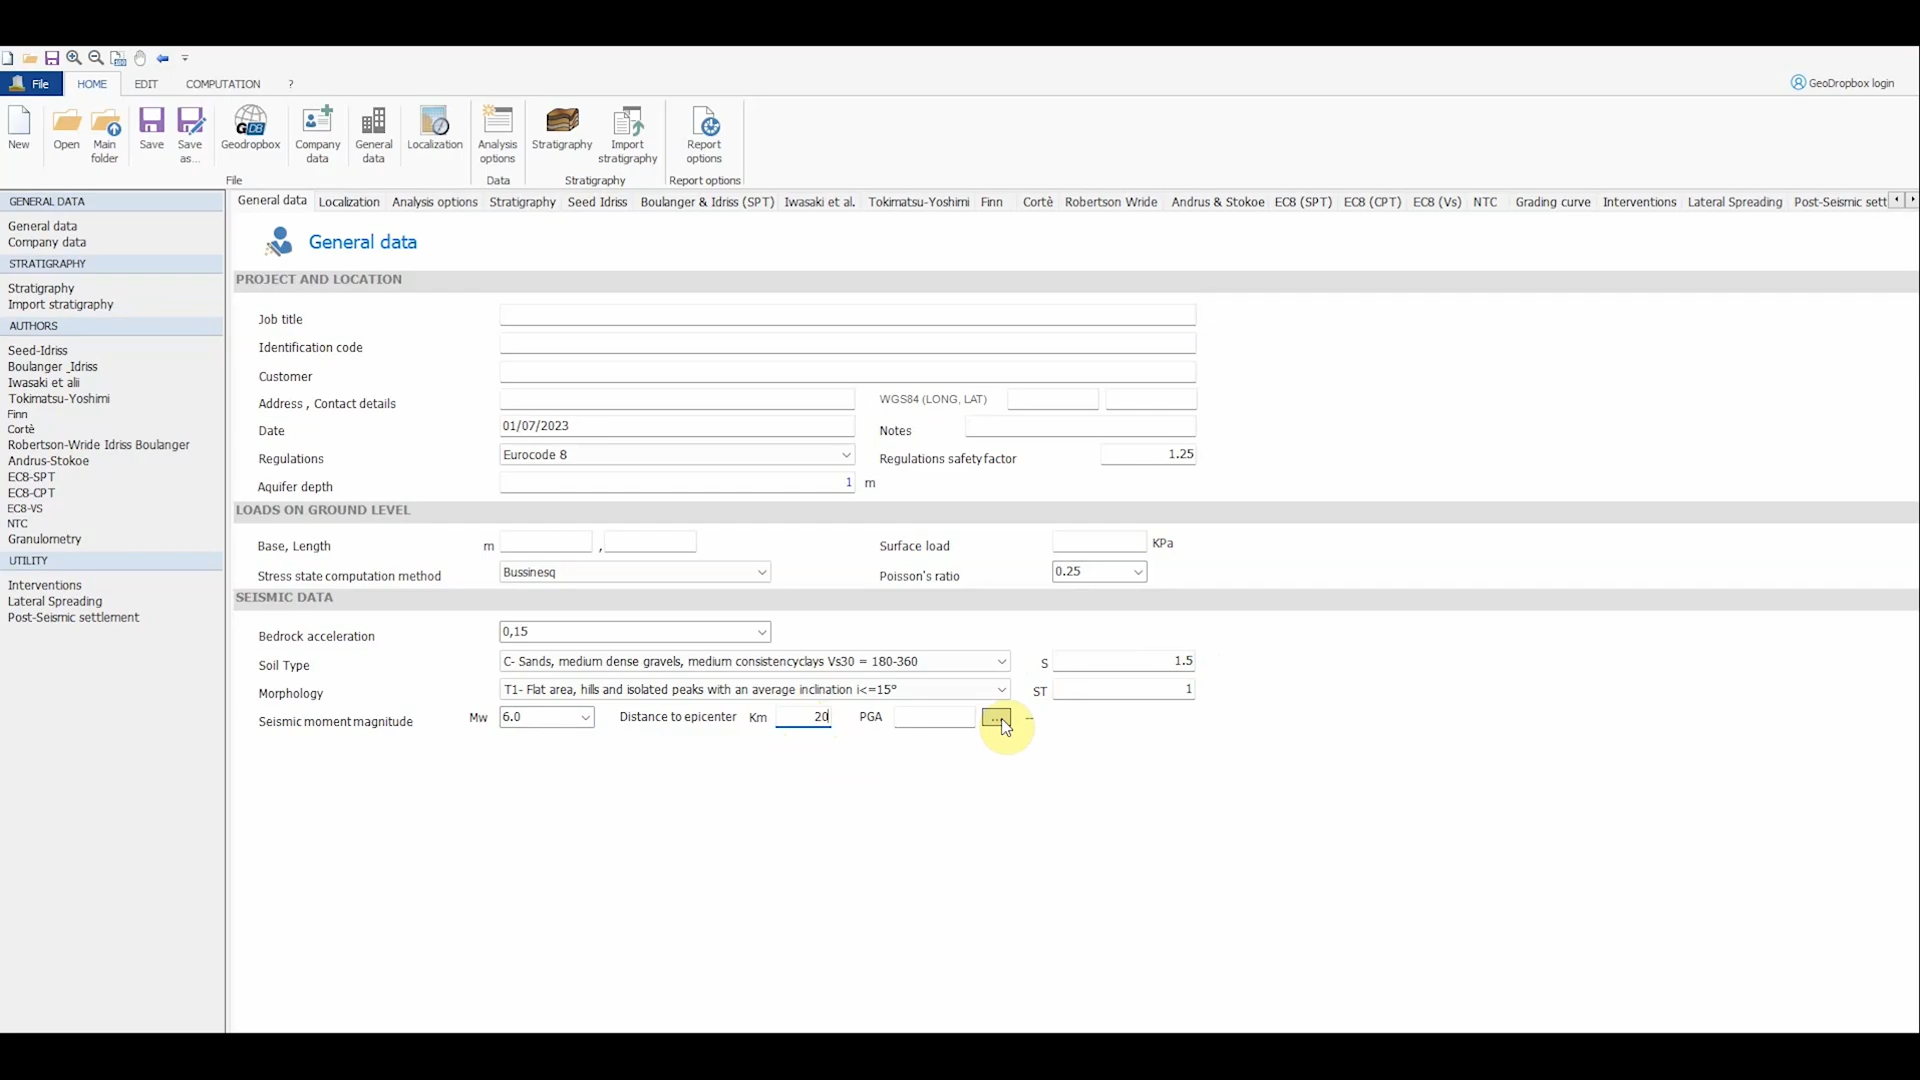 File HOME EDIT COMPUTATION ? GeoDropbox login
New Open Main folder Save Save as... Geodropbox Company data General data Localization Analysis options Stratigraphy Import stratigraphy Report options
File Data Stratigraphy Report options
GENERAL DATA
General data
Company data
STRATIGRAPHY
Stratigraphy
Import stratigraphy
AUTHORS
Seed-Idriss
Boulanger _Idriss
Iwasaki et alii
Tokimatsu-Yoshimi
Finn
Cortè
Robertson-Wride Idriss Boulanger
Andrus-Stokoe
EC8-SPT
EC8-CPT
EC8-VS
NTC
Granulometry
UTILITY
Interventions
Lateral Spreading
Post-Seismic settlement
General data Localization Analysis options Stratigraphy Seed Idriss Boulanger & Idriss (SPT) Iwasaki et al. Tokimatsu-Yoshimi Finn Cortè Robertson Wride Andrus & Stokoe EC8 (SPT) EC8 (CPT) EC8 (Vs) NTC Grading curve Interventions Lateral Spreading Post-Seismic sett
General data
PROJECT AND LOCATION
Job title
Identification code
Customer
Address , Contact details WGS84 (LONG, LAT)
Date 01/07/2023 Notes
Regulations Eurocode 8 Regulations safety factor 1.25
Aquifer depth 1 m
LOADS ON GROUND LEVEL
Base, Length m , Surface load KPa
Stress state computation method Bussinesq Poisson's ratio 0.25
SEISMIC DATA
Bedrock acceleration 0,15
Soil Type C- Sands, medium dense gravels, medium consistencyclays Vs30 = 180-360 S 1.5
Morphology T1- Flat area, hills and isolated peaks with an average inclination i<=15° ST 1
Seismic moment magnitude Mw 6.0 Distance to epicenter Km 20 PGA ... --